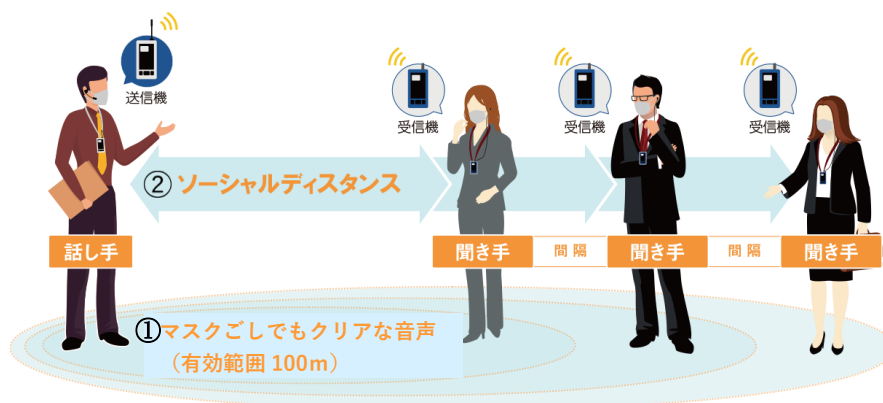 送信機
受信機
受信機
受信機
② ソーシャルディスタンス
話し手
聞き手
間隔
聞き手
間隔
聞き手
①マスクごしでもクリアな音声
（有効範囲 100m）